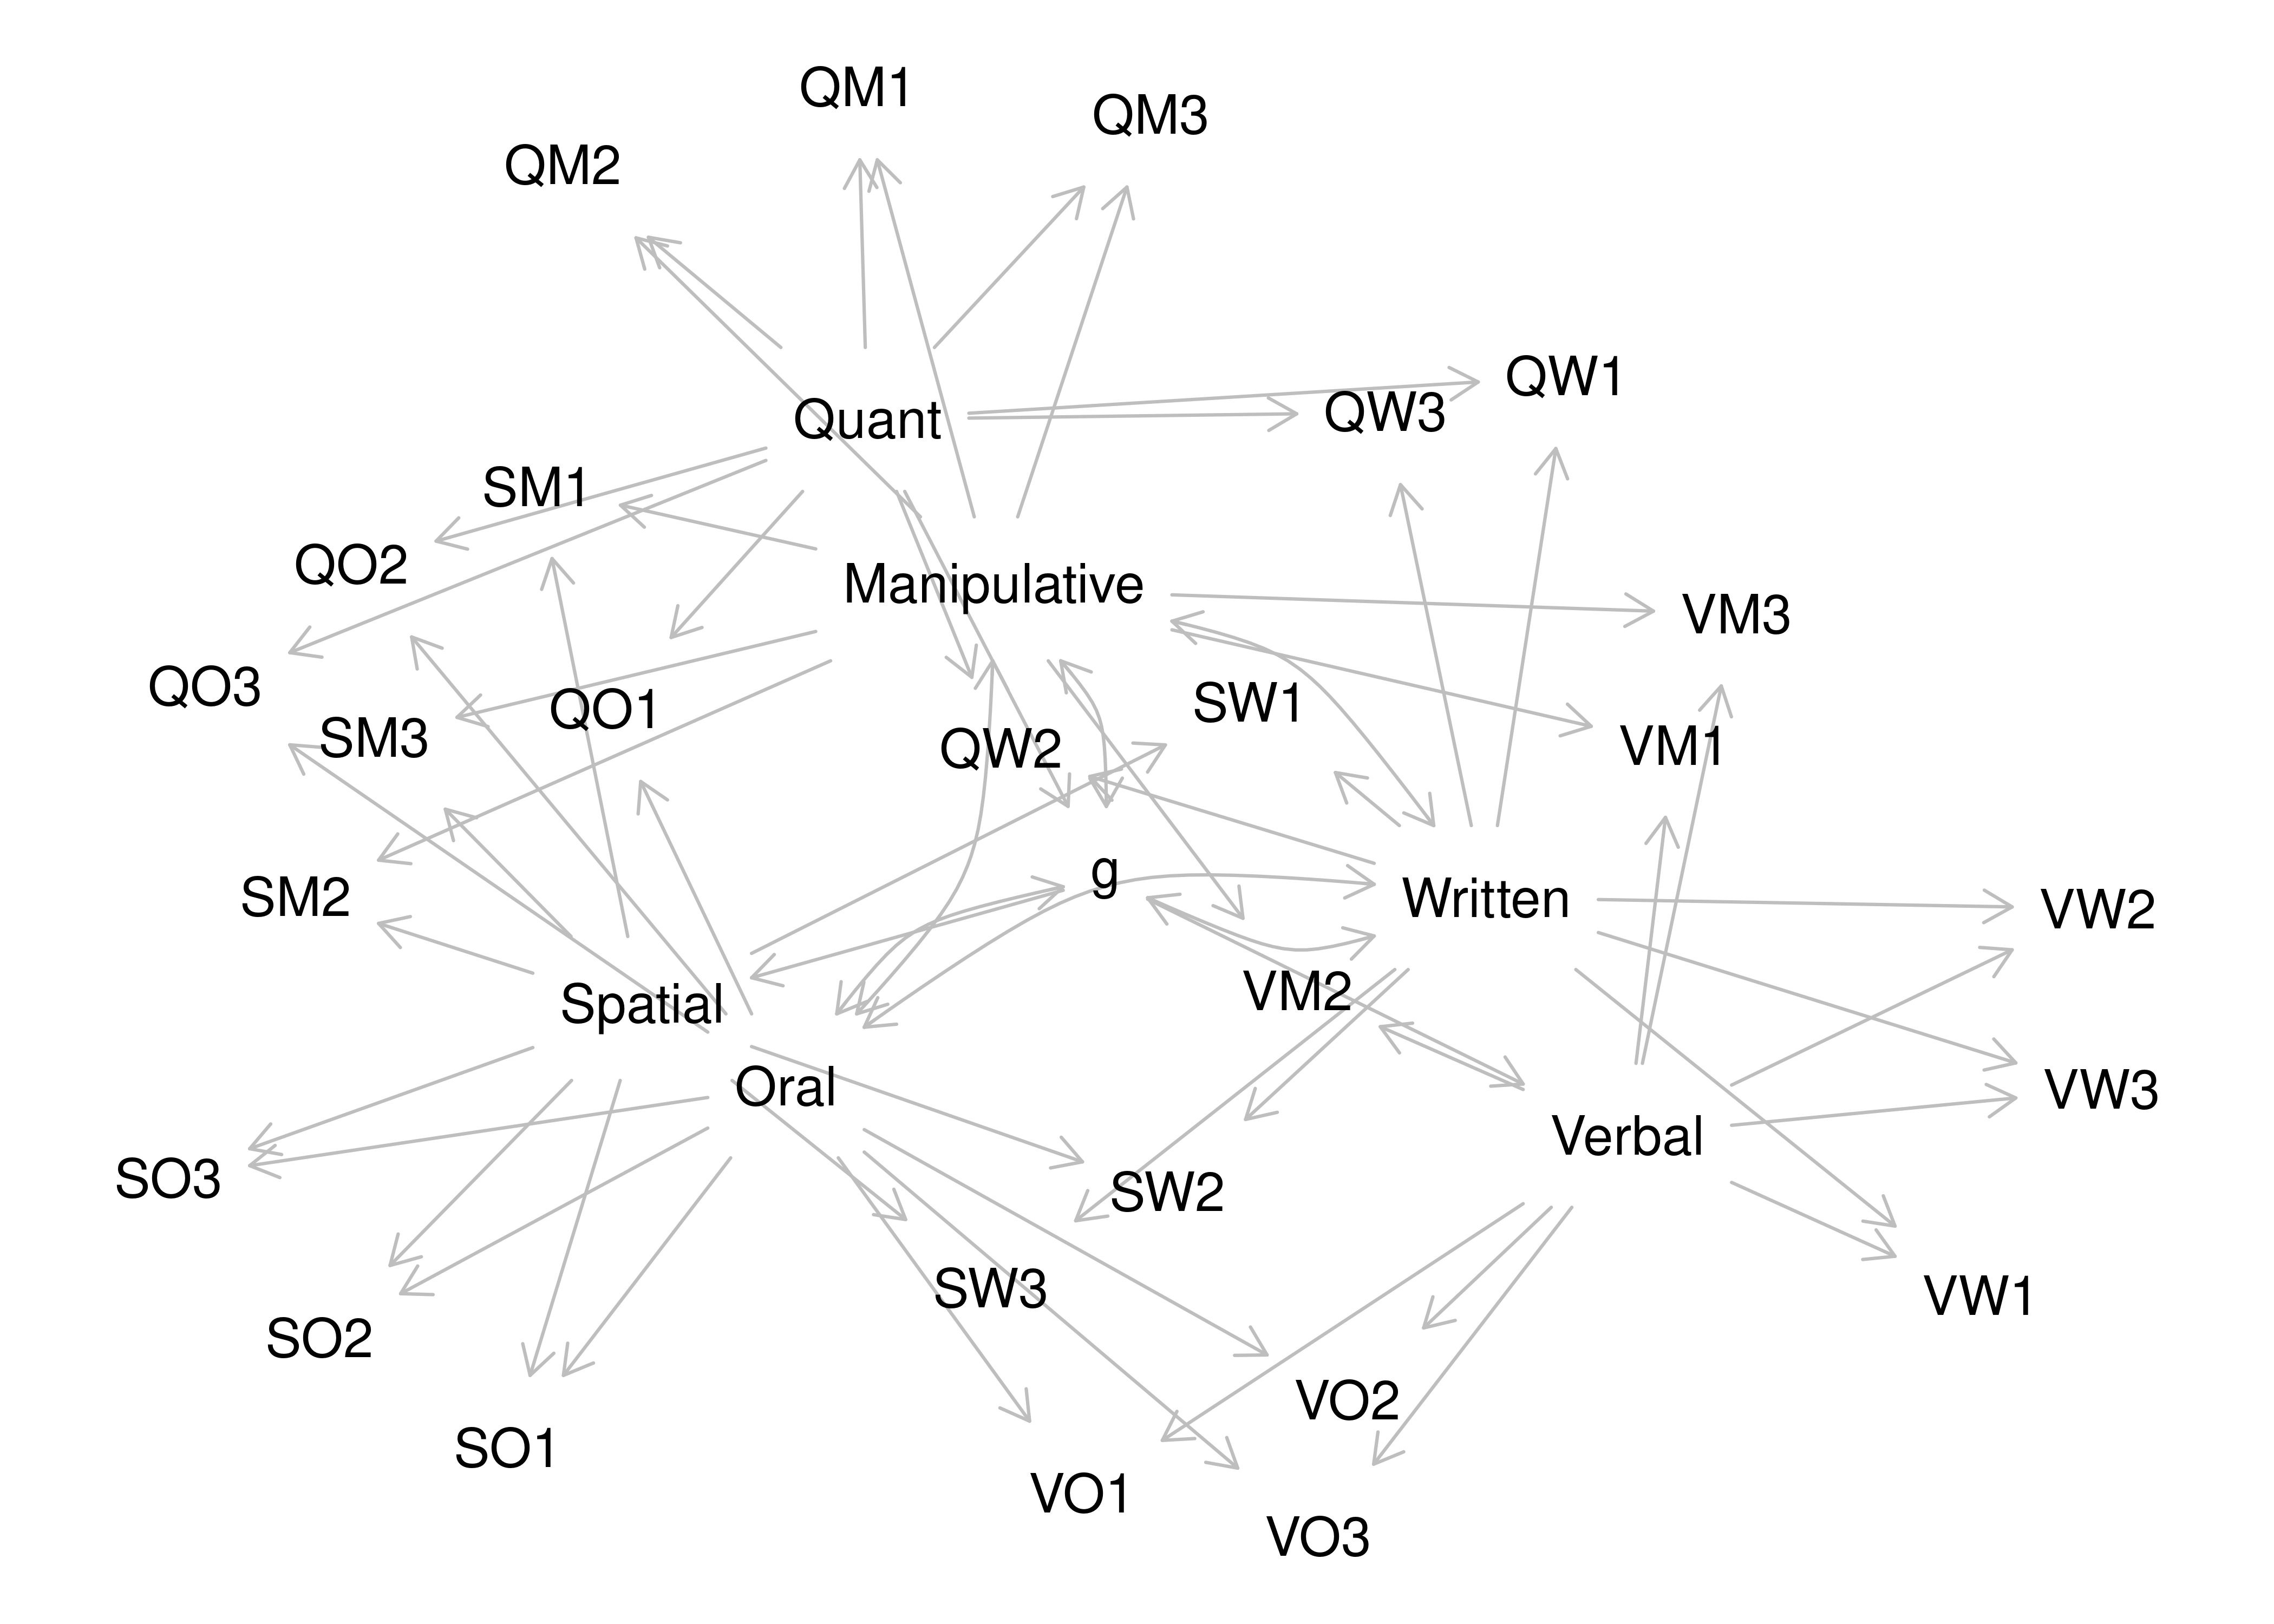 QM1
QM3
QM2
QW1
QW3
Quant
SM1
QO2
Manipulative
VM3
QO3
QO1
SW1
SM3
QW2
VM1
g
SM2
Written
VW2
VM2
Spatial
Oral
VW3
Verbal
SO3
SW2
SW3
VW1
SO2
VO2
SO1
VO1
VO3